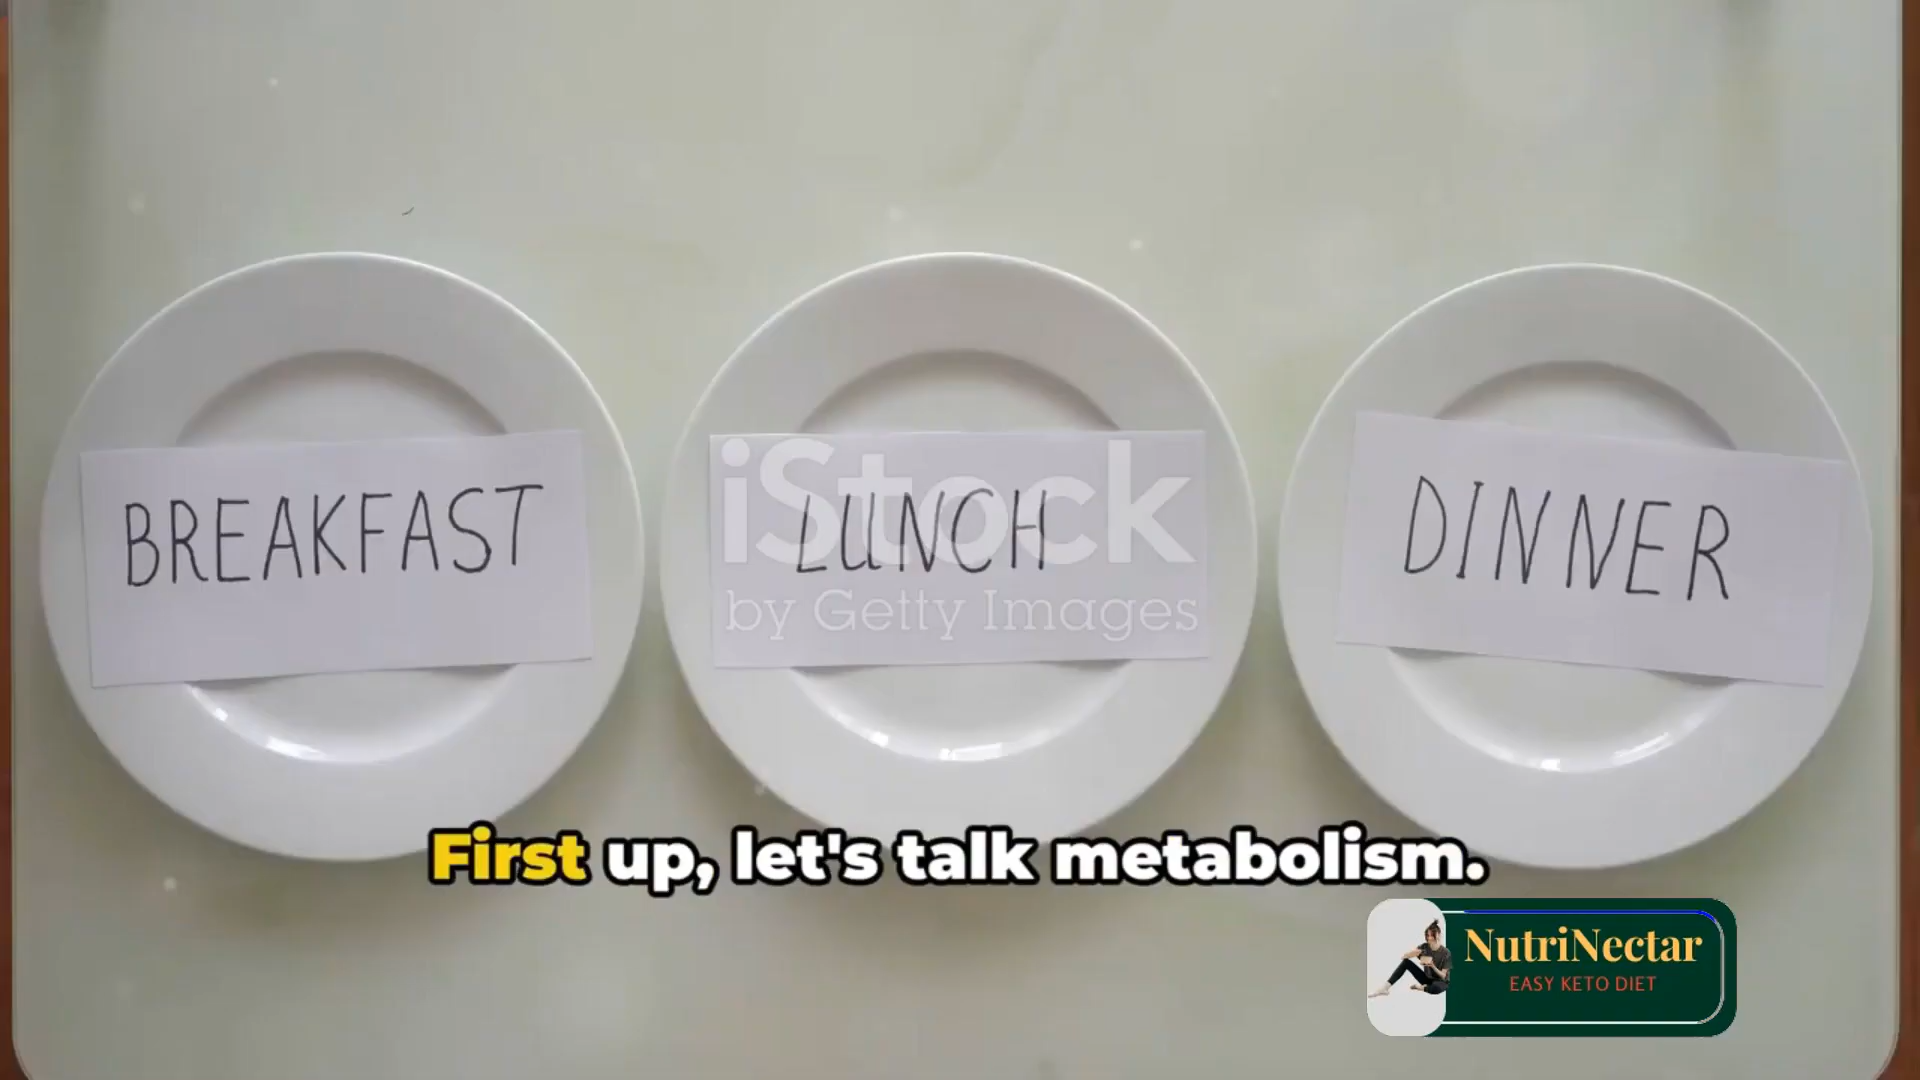 BREAKFAST
LUNCH
DINNER
iStock
by Getty Images
First up, let's talk metabolism.
NutriNectar
EASY KETO DIET